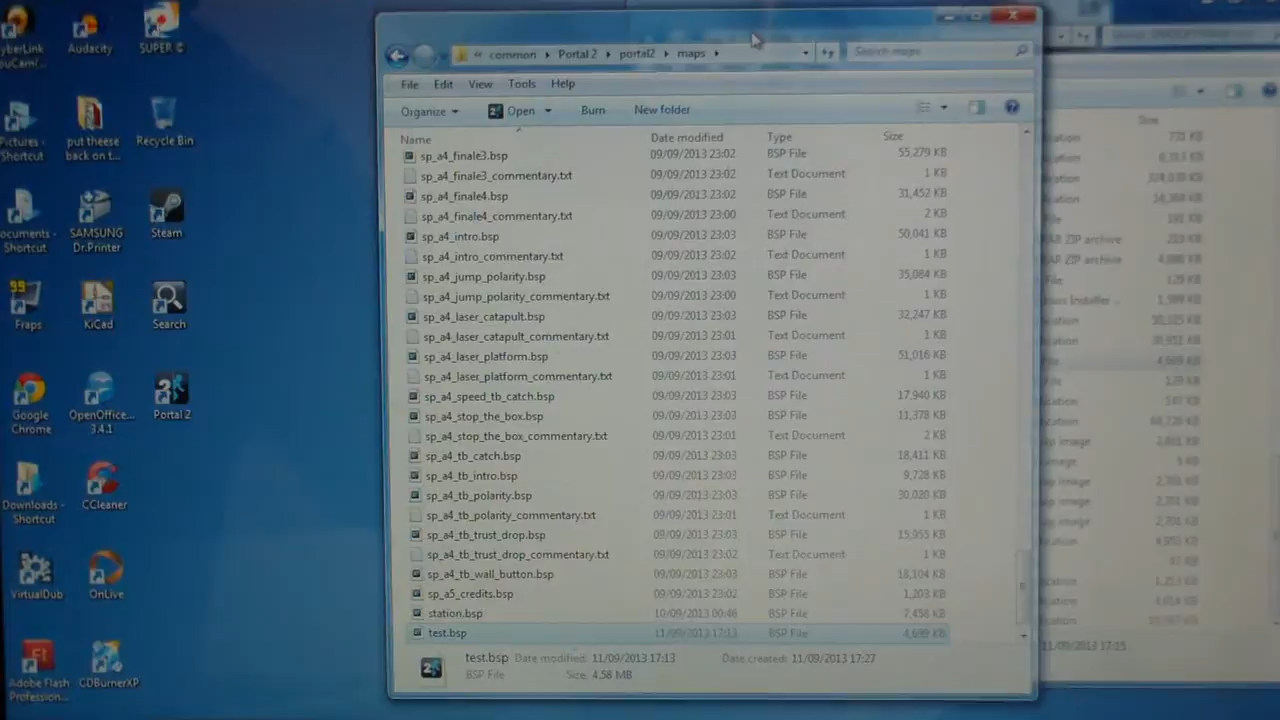 yberLink
ouCam!...
Audacity
SUPER ©
Pictures -
Shortcut
put theese
back on t...
Recycle Bin
ocuments -
Shortcut
SAMSUNG
Dr.Printer
Steam
99
Fraps
KiCad
Search
Google
Chrome
OpenOffice...
3.4.1
Portal 2
Downloads -
Shortcut
CCleaner
VirtualDub
OnLive
Adobe Flash
Profession...
CDBurnerXP
« common Portal 2 portal2 maps
Search maps
File Edit View Tools Help
Organize Open Burn New folder
Name Date modified Type Size
sp_a4_finale3.bsp 09/09/2013 23:02 BSP File 55,279 KB
sp_a4_finale3_commentary.txt 09/09/2013 23:02 Text Document 1 KB
sp_a4_finale4.bsp 09/09/2013 23:02 BSP File 31,452 KB
sp_a4_finale4_commentary.txt 09/09/2013 23:00 Text Document 2 KB
sp_a4_intro.bsp 09/09/2013 23:03 BSP File 50,041 KB
sp_a4_intro_commentary.txt 09/09/2013 23:02 Text Document 1 KB
sp_a4_jump_polarity.bsp 09/09/2013 23:03 BSP File 35,084 KB
sp_a4_jump_polarity_commentary.txt 09/09/2013 23:00 Text Document 1 KB
sp_a4_laser_catapult.bsp 09/09/2013 23:03 BSP File 32,247 KB
sp_a4_laser_catapult_commentary.txt 09/09/2013 23:01 Text Document 1 KB
sp_a4_laser_platform.bsp 09/09/2013 23:03 BSP File 51,016 KB
sp_a4_laser_platform_commentary.txt 09/09/2013 23:01 Text Document 1 KB
sp_a4_speed_tb_catch.bsp 09/09/2013 23:03 BSP File 17,940 KB
sp_a4_stop_the_box.bsp 09/09/2013 23:03 BSP File 11,378 KB
sp_a4_stop_the_box_commentary.txt 09/09/2013 23:01 Text Document 2 KB
sp_a4_tb_catch.bsp 09/09/2013 23:03 BSP File 18,411 KB
sp_a4_tb_intro.bsp 09/09/2013 23:03 BSP File 9,728 KB
sp_a4_tb_polarity.bsp 09/09/2013 23:03 BSP File 30,020 KB
sp_a4_tb_polarity_commentary.txt 09/09/2013 23:01 Text Document 1 KB
sp_a4_tb_trust_drop.bsp 09/09/2013 23:03 BSP File 15,955 KB
sp_a4_tb_trust_drop_commentary.txt 09/09/2013 23:02 Text Document 1 KB
sp_a4_tb_wall_button.bsp 09/09/2013 23:03 BSP File 18,104 KB
sp_a5_credits.bsp 09/09/2013 23:02 BSP File 1,203 KB
station.bsp 10/09/2013 00:46 BSP File 7,458 KB
test.bsp 11/09/2013 17:13 BSP File 4,699 KB
test.bsp Date modified: 11/09/2013 17:13 Date created: 11/09/2013 17:27
BSP File Size: 4.58 MB
Size
11/09/2013 17:15